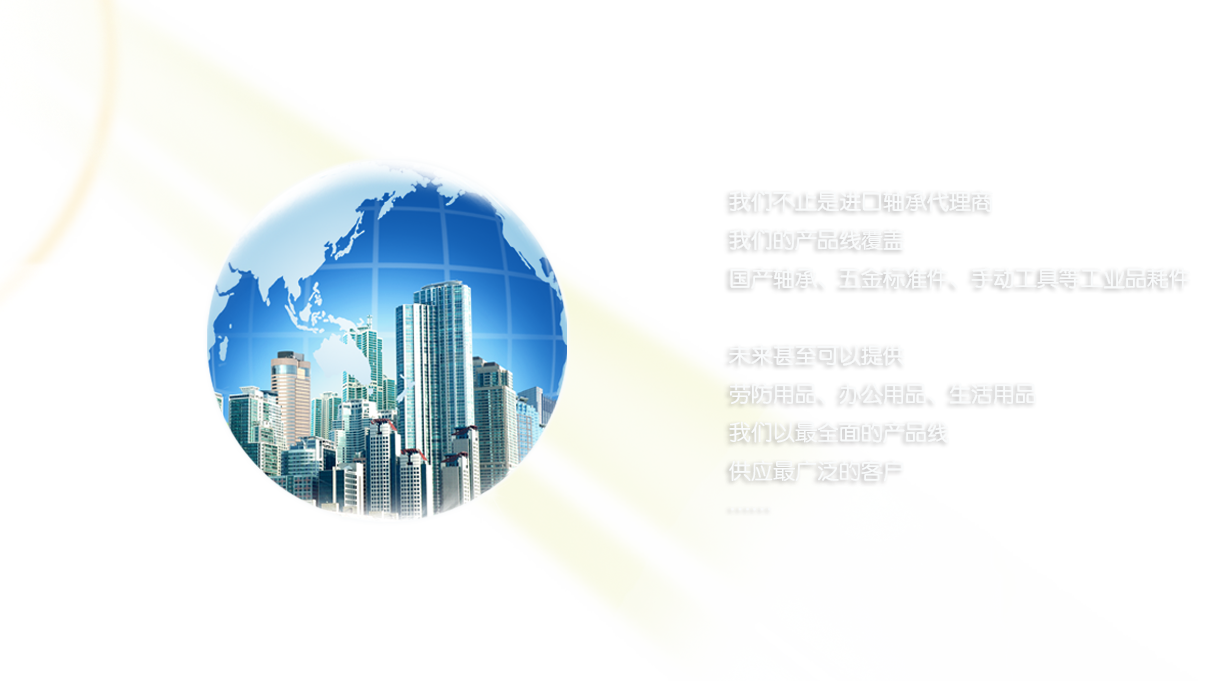 我们不止是进口轴承代理商
我们的产品线覆盖
国产轴承、五金标准件、手动工具等工业品耗件
未来甚至可以提供
劳防用品、办公用品、生活用品
我们以最全面的产品线
供应最广泛的客户
……